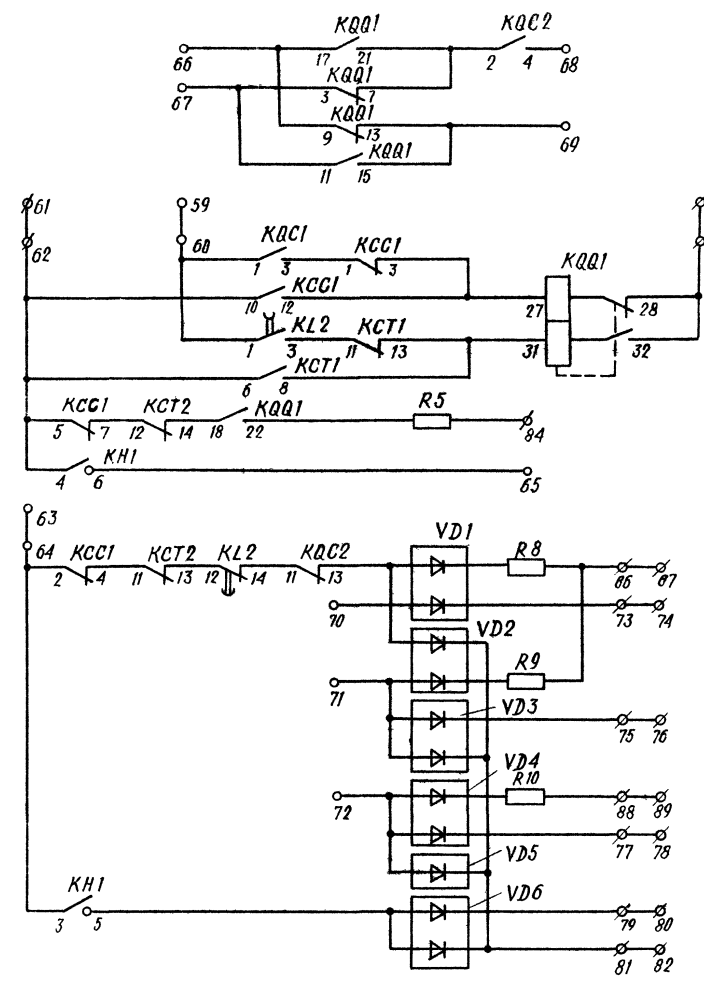 KQQ1 KQC2
66 17 21 2 4 68
KQQ1
67 3 7
KQQ1
9 13 69
KQQ1
11 15
61 59
62 60 KQC1 KCC1 KQQ1
1 3 1 3
KCC1
10 12 27 28
KL2 KCT1
1 3 11 13 31 32
KCT1
6 8
KCC1 KCT2 KQQ1 R5
5 7 12 14 18 22 84
KH1
4 6 65
63
VD1
64 KCC1 KCT2 KL2 KQC2 R8
2 4 11 13 12 14 11 13 86 87
70 73 74
VD2
R9
71
VD3
75 76
VD4
R10
72 88 89
77 78
VD5
KH1 VD6
3 5 79 80
81 82